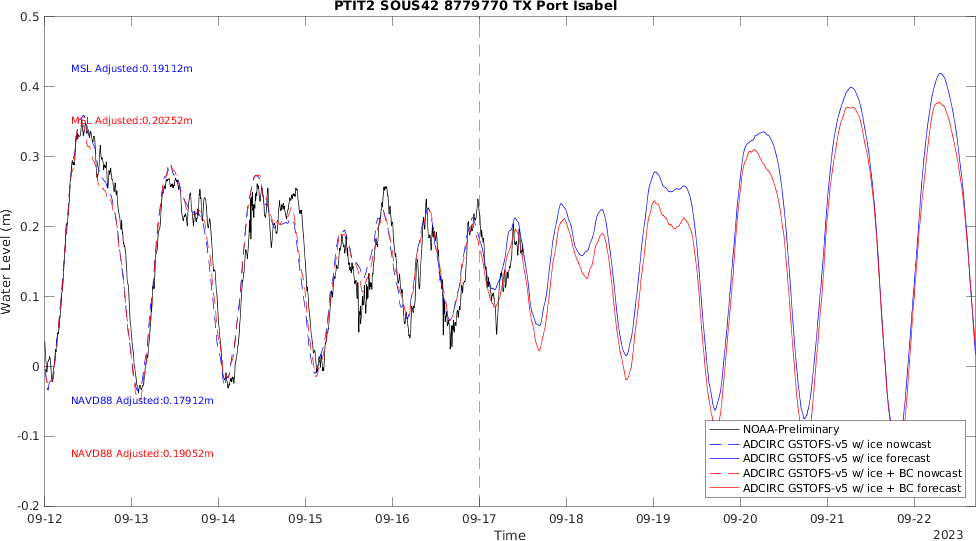 PTIT2 SOUS42 8779770 TX Port Isabel
0.5
0.4
0.3
0.2
0.1
0
-0.1
-0.2
Water Level (m)
MSL Adjusted:0.19112m
MSL Adjusted:0.20252m
NAVD88 Adjusted:0.17912m
NAVD88 Adjusted:0.19052m
NOAA-Preliminary
ADCIRC GSTOFS-v5 w/ ice nowcast
ADCIRC GSTOFS-v5 w/ ice forecast
ADCIRC GSTOFS-v5 w/ ice + BC nowcast
ADCIRC GSTOFS-v5 w/ ice + BC forecast
09-12 09-13 09-14 09-15 09-16 09-17 09-18 09-19 09-20 09-21 09-22
Time
2023